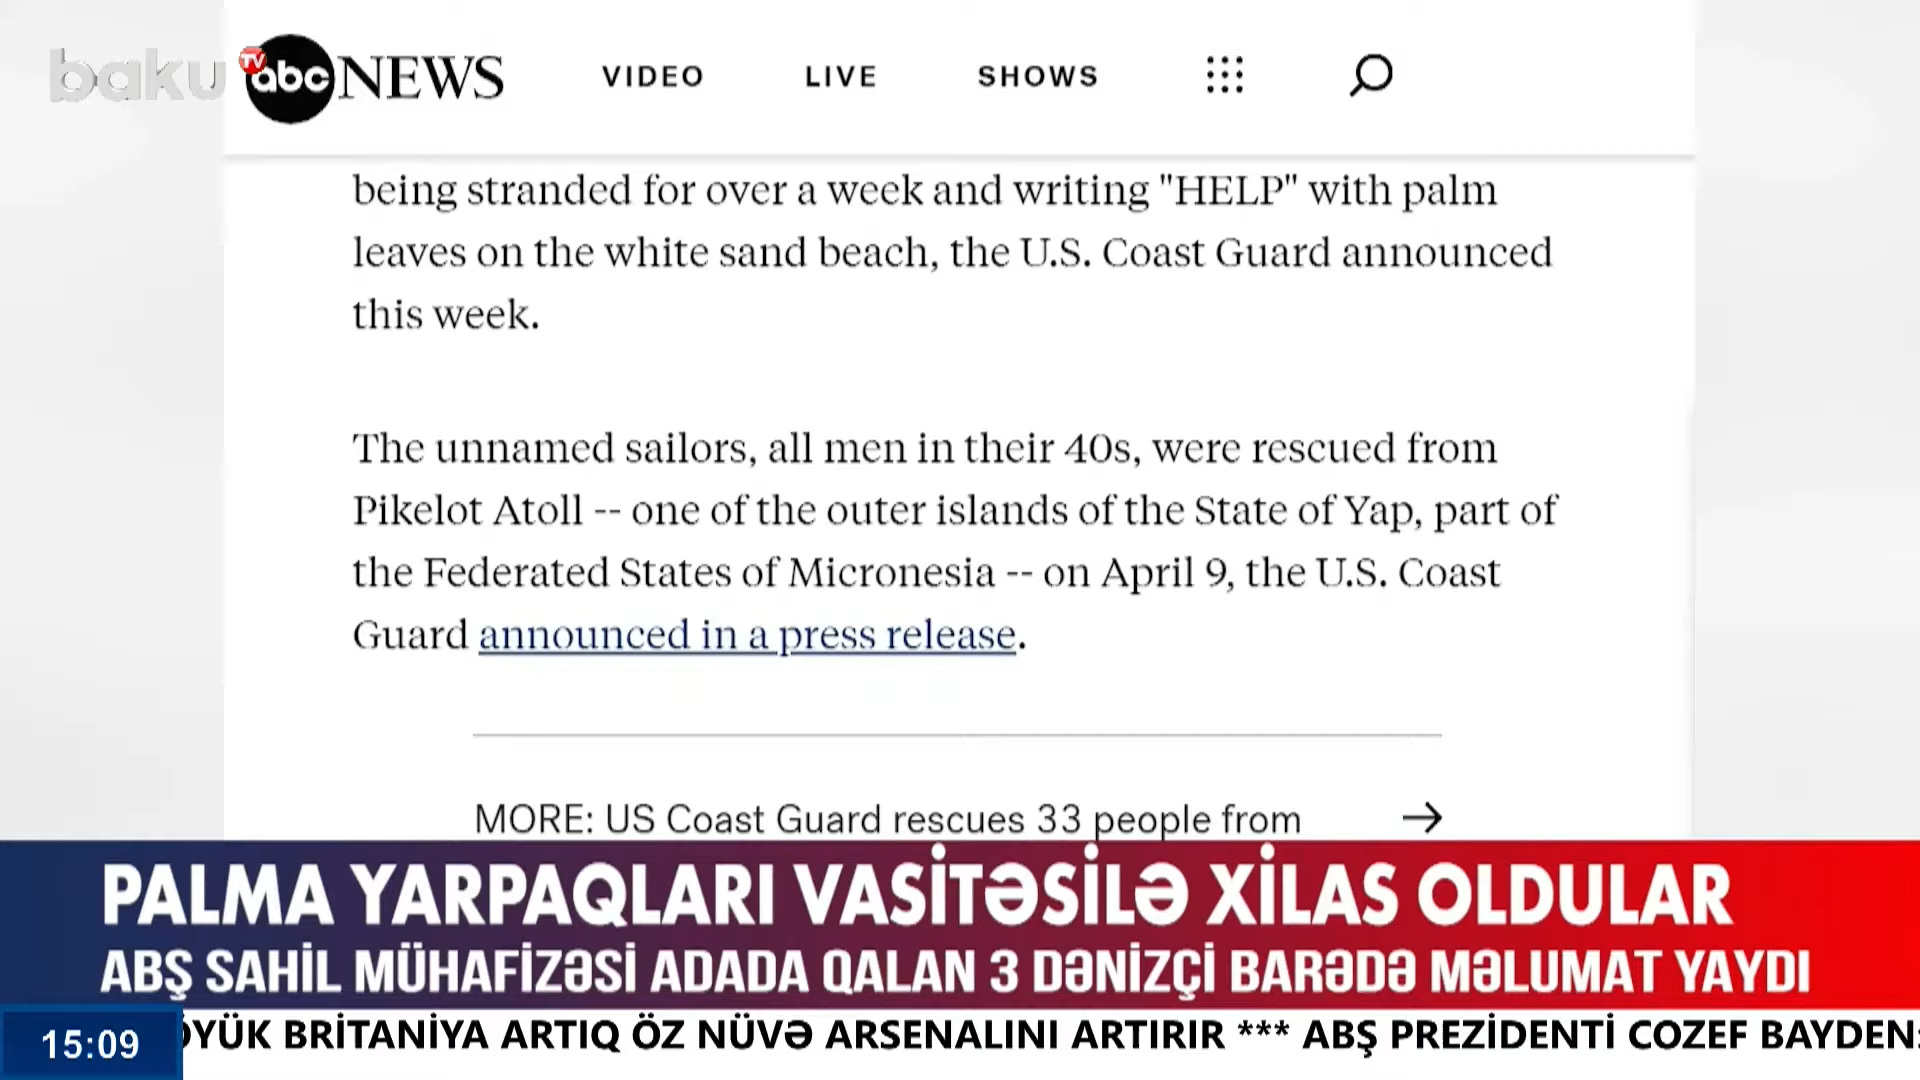 baku TV
abc NEWS VIDEO LIVE SHOWS
being stranded for over a week and writing "HELP" with palm
leaves on the white sand beach, the U.S. Coast Guard announced
this week.
The unnamed sailors, all men in their 40s, were rescued from
Pikelot Atoll -- one of the outer islands of the State of Yap, part of
the Federated States of Micronesia -- on April 9, the U.S. Coast
Guard announced in a press release.
MORE: US Coast Guard rescues 33 people from →
PALMA YARPAQLARI VASİTƏSİLƏ XİLAS OLDULAR
ABŞ SAHİL MÜHAFİZƏSİ ADADA QALAN 3 DƏNİZÇİ BARƏDƏ MƏLUMAT YAYDI
15:09 ÖYÜK BRİTANİYA ARTIQ ÖZ NÜVƏ ARSENALINI ARTIRIR *** ABŞ PREZİDENTİ COZEF BAYDEN: